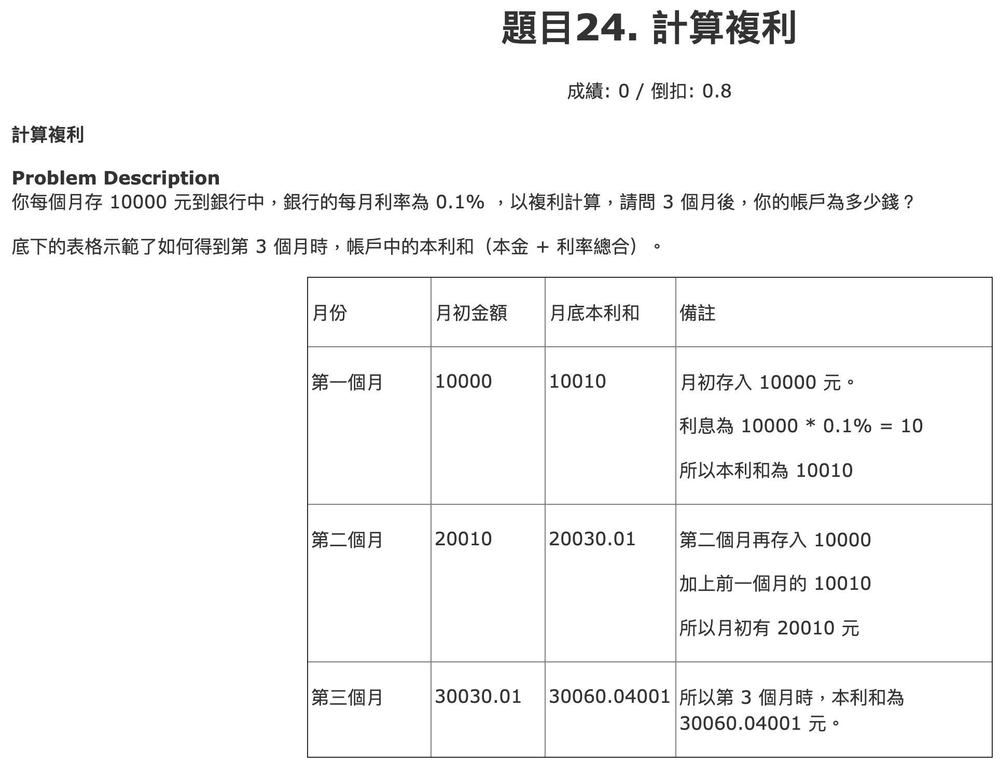 題目24. 計算複利
成績: 0 / 倒扣: 0.8
計算複利
Problem Description
你每個月存 10000 元到銀行中，銀行的每月利率為 0.1% ，以複利計算，請問 3 個月後，你的帳戶為多少錢？
底下的表格示範了如何得到第 3 個月時，帳戶中的本利和（本金 + 利率總合）。
月份 月初金額 月底本利和 備註
第一個月 10000 10010 月初存入 10000 元。
利息為 10000 * 0.1% = 10
所以本利和為 10010
第二個月 20010 20030.01 第二個月再存入 10000
加上前一個月的 10010
所以月初有 20010 元
第三個月 30030.01 30060.04001 所以第 3 個月時，本利和為
30060.04001 元。